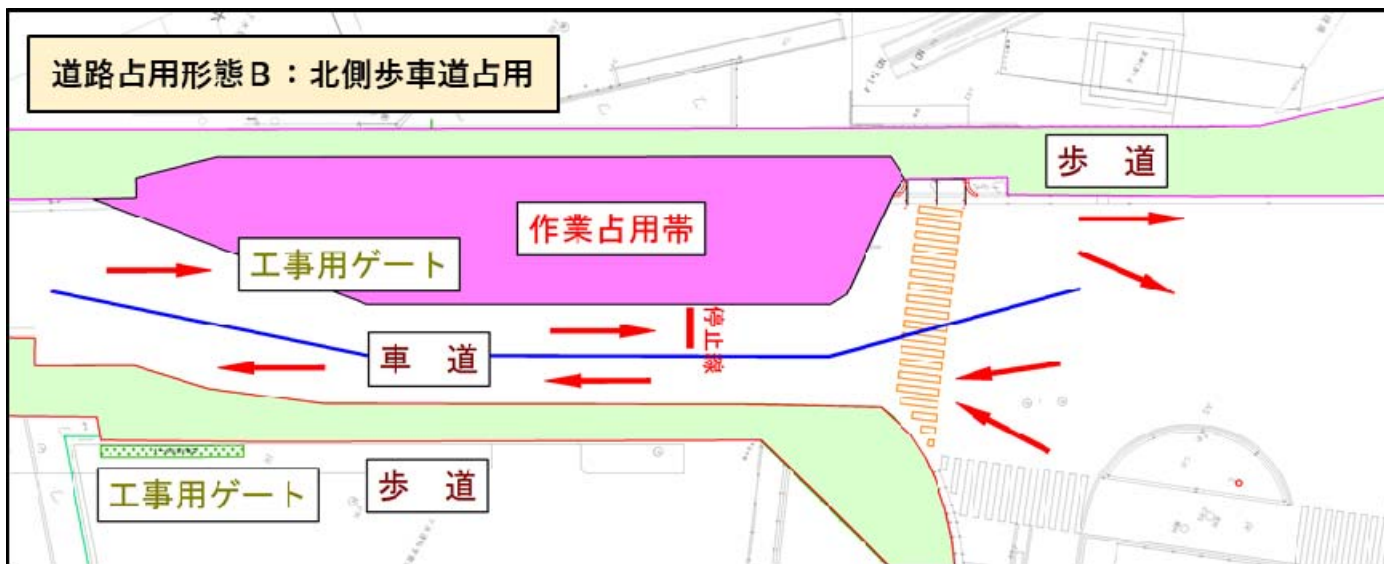 道路占用形態B：北側歩車道占用
歩　道
作業占用帯
工事用ゲート
停止線
車　道
歩　道
工事用ゲート